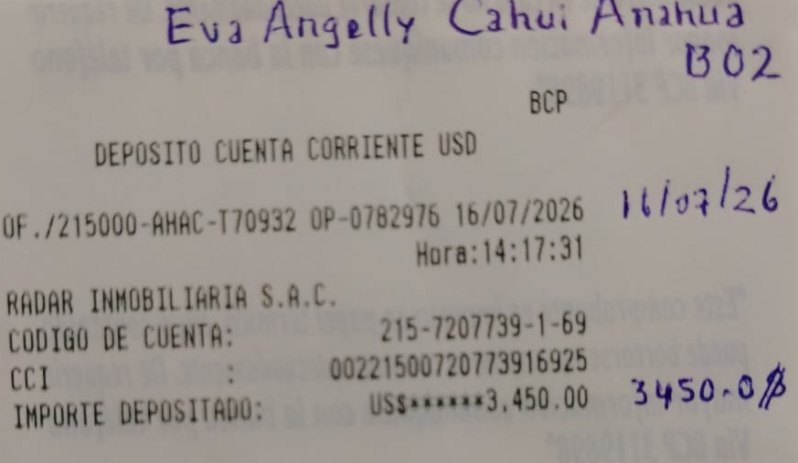 Eva Angelly Cahui Anahua
B02
BCP
DEPOSITO CUENTA CORRIENTE USD
OF./215000-AHAC-T70932 OP-0782976 16/07/2026 16/07/26
Hora:14:17:31
RADAR INMOBILIARIA S.A.C.
CODIGO DE CUENTA: 215-7207739-1-69
CCI : 00221500720773916925
IMPORTE DEPOSITADO: US$******3,450.00 3450.0